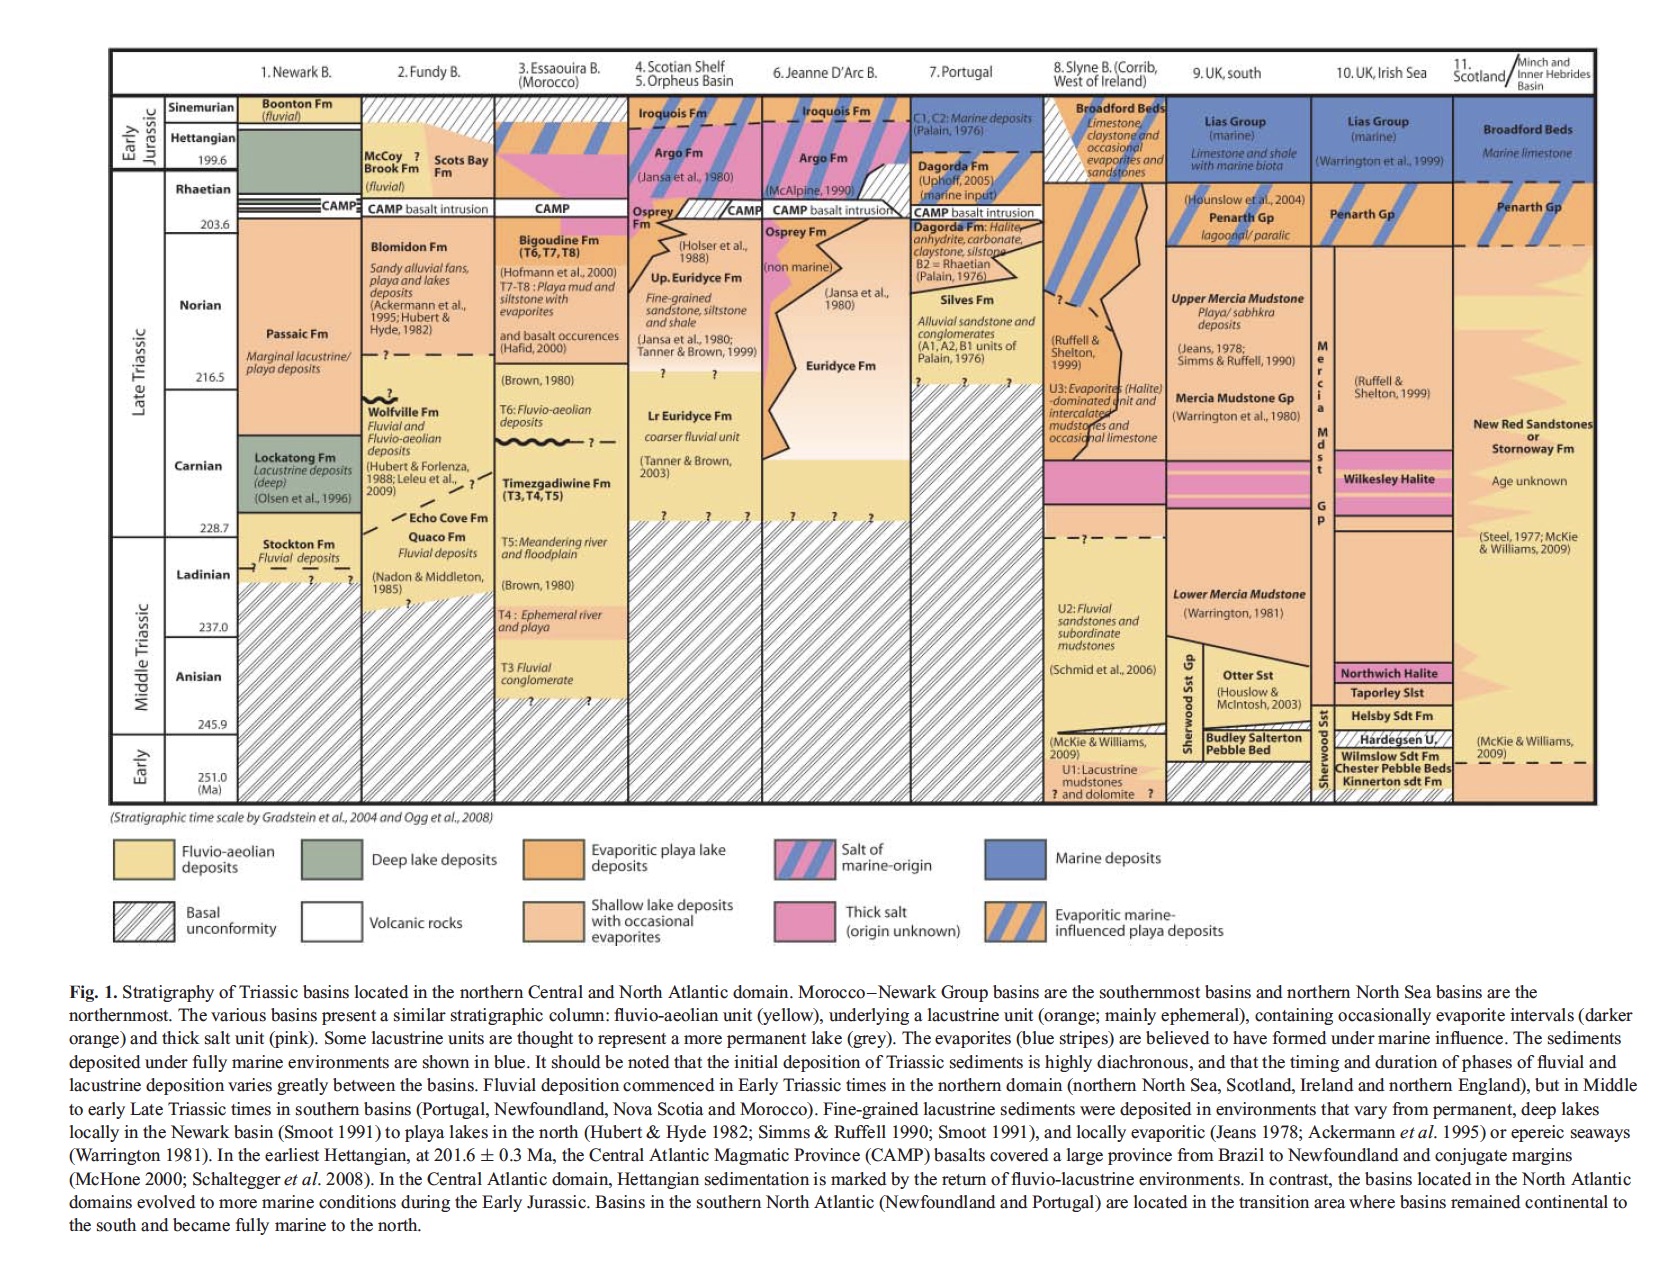 1. Newark B.
2. Fundy B.
3. Essaouira B.
(Morocco)
4. Scotian Shelf
5. Orpheus Basin
6. Jeanne D'Arc B.
7. Portugal
8. Slyne B. (Corrib,
West of Ireland)
9. UK, south
10. UK, Irish Sea
11.
Scotland
Minch and
Inner Hebrides
Basin
Early
Jurassic
Late Triassic
Middle Triassic
Early
Sinemurian
Hettangian
199.6
Rhaetian
203.6
Norian
216.5
Carnian
228.7
Ladinian
237.0
Anisian
245.9
251.0
(Ma)
Boonton Fm
(fluvial)
CAMP
Passaic Fm
Marginal lacustrine/
playa deposits
Lockatong Fm
Lacustrine deposits
(deep)
(Olsen et al., 1996)
Stockton Fm
Fluvial deposits
? ? ?
McCoy ?
Brook Fm
(fluvial)
Scots Bay
Fm
CAMP basalt intrusion
Blomidon Fm
Sandy alluvial fans,
playa and lakes
deposits
(Ackermann et al.,
1995; Hubert &
Hyde, 1982)
?
?
Wolfville Fm
Fluvial and
Fluvio-aeolian
deposits
(Hubert & Forlenza,
1988; Leleu et al.,
2009)
?
Echo Cove Fm
Quaco Fm
Fluvial deposits
(Nadon & Middleton,
1985)
?
CAMP
Bigoudine Fm
(T6, T7, T8)
(Hofmann et al., 2000)
T7-T8 : Playa mud and
siltstone with
evaporites
and basalt occurences
(Hafid, 2000)
(Brown, 1980)
T6: Fluvio-aeolian
deposits
?
Timezgadiwine Fm
(T3, T4, T5)
T5: Meandering river
and floodplain
(Brown, 1980)
T4 : Ephemeral river
and playa
T3 Fluvial
conglomerate
? ?
Iroquois Fm
Argo Fm
(Jansa et al., 1980)
Osprey
Fm
CAMP
(Holser et al.,
1988)
Up. Euridyce Fm
Fine-grained
sandstone, siltstone
and shale
(Jansa et al., 1980;
Tanner & Brown, 1999)
? ?
Lr Euridyce Fm
coarser fluvial unit
(Tanner & Brown,
2003)
? ? ?
Iroquois Fm
Argo Fm
(McAlpine, 1990)
CAMP basalt intrusion
Osprey Fm
(non marine)
(Jansa et al.,
1980)
Euridyce Fm
? ? ?
C1, C2: Marine deposits
(Palain, 1976)
Dagorda Fm
(Uphoff, 2005)
(marine input)
CAMP basalt intrusion
Dagorda Fm: Halite,
anhydrite, carbonate,
claystone, silstone
B2 = Rhaetian
(Palain, 1976)
Silves Fm
Alluvial sandstone and
conglomerates
(A1, A2, B1 units of
Palain, 1976)
? ? ?
Broadford Beds
Limestone,
claystone and
occasional
evaporites and
sandstones
?
(Ruffell &
Shelton,
1999)
U3: Evaporites (Halite)
-dominated unit and
intercalated
mudstones and
occasional limestone
?
U2: Fluvial
sandstones and
subordinate
mudstones
(Schmid et al., 2006)
(McKie & Williams,
2009)
U1: Lacustrine
mudstones
? and dolomite ?
Lias Group
(marine)
Limestone and shale
with marine biota
(Hounslow et al., 2004)
Penarth Gp
lagoonal/ paralic
Upper Mercia Mudstone
Playa/ sabhkra
deposits
(Jeans, 1978;
Simms & Ruffell, 1990)
Mercia Mudstone Gp
(Warrington et al., 1980)
Lower Mercia Mudstone
(Warrington, 1981)
Sherwood Sst Gp
Otter Sst
(Houslow &
McIntosh, 2003)
Budley Salterton
Pebble Bed
Lias Group
(marine)
(Warrington et al., 1999)
Penarth Gp
Mercia Mdst Gp
(Ruffell &
Shelton, 1999)
Wilkesley Halite
Northwich Halite
Taporley Slst
Sherwood Sst
Helsby Sdt Fm
Hardegsen U.
Wilmslow Sdt Fm
Chester Pebble Beds
Kinnerton sdt Fm
Broadford Beds
Marine limestone
Penarth Gp
New Red Sandstones
or
Stornoway Fm
Age unknown
(Steel, 1977; McKie
& Williams, 2009)
(McKie & Williams,
2009)
(Stratigraphic time scale by Gradstein et al., 2004 and Ogg et al., 2008)
Fluvio-aeolian
deposits
Deep lake deposits
Evaporitic playa lake
deposits
Salt of
marine-origin
Marine deposits
Basal
unconformity
Volcanic rocks
Shallow lake deposits
with occasional
evaporites
Thick salt
(origin unknown)
Evaporitic marine-
influenced playa deposits
Fig. 1. Stratigraphy of Triassic basins located in the northern Central and North Atlantic domain. Morocco–Newark Group basins are the southernmost basins and northern North Sea basins are the
northernmost. The various basins present a similar stratigraphic column: fluvio-aeolian unit (yellow), underlying a lacustrine unit (orange; mainly ephemeral), containing occasionally evaporite intervals (darker
orange) and thick salt unit (pink). Some lacustrine units are thought to represent a more permanent lake (grey). The evaporites (blue stripes) are believed to have formed under marine influence. The sediments
deposited under fully marine environments are shown in blue. It should be noted that the initial deposition of Triassic sediments is highly diachronous, and that the timing and duration of phases of fluvial and
lacustrine deposition varies greatly between the basins. Fluvial deposition commenced in Early Triassic times in the northern domain (northern North Sea, Scotland, Ireland and northern England), but in Middle
to early Late Triassic times in southern basins (Portugal, Newfoundland, Nova Scotia and Morocco). Fine-grained lacustrine sediments were deposited in environments that vary from permanent, deep lakes
locally in the Newark basin (Smoot 1991) to playa lakes in the north (Hubert & Hyde 1982; Simms & Ruffell 1990; Smoot 1991), and locally evaporitic (Jeans 1978; Ackermann et al. 1995) or epereic seaways
(Warrington 1981). In the earliest Hettangian, at 201.6 ± 0.3 Ma, the Central Atlantic Magmatic Province (CAMP) basalts covered a large province from Brazil to Newfoundland and conjugate margins
(McHone 2000; Schaltegger et al. 2008). In the Central Atlantic domain, Hettangian sedimentation is marked by the return of fluvio-lacustrine environments. In contrast, the basins located in the North Atlantic
domains evolved to more marine conditions during the Early Jurassic. Basins in the southern North Atlantic (Newfoundland and Portugal) are located in the transition area where basins remained continental to
the south and became fully marine to the north.